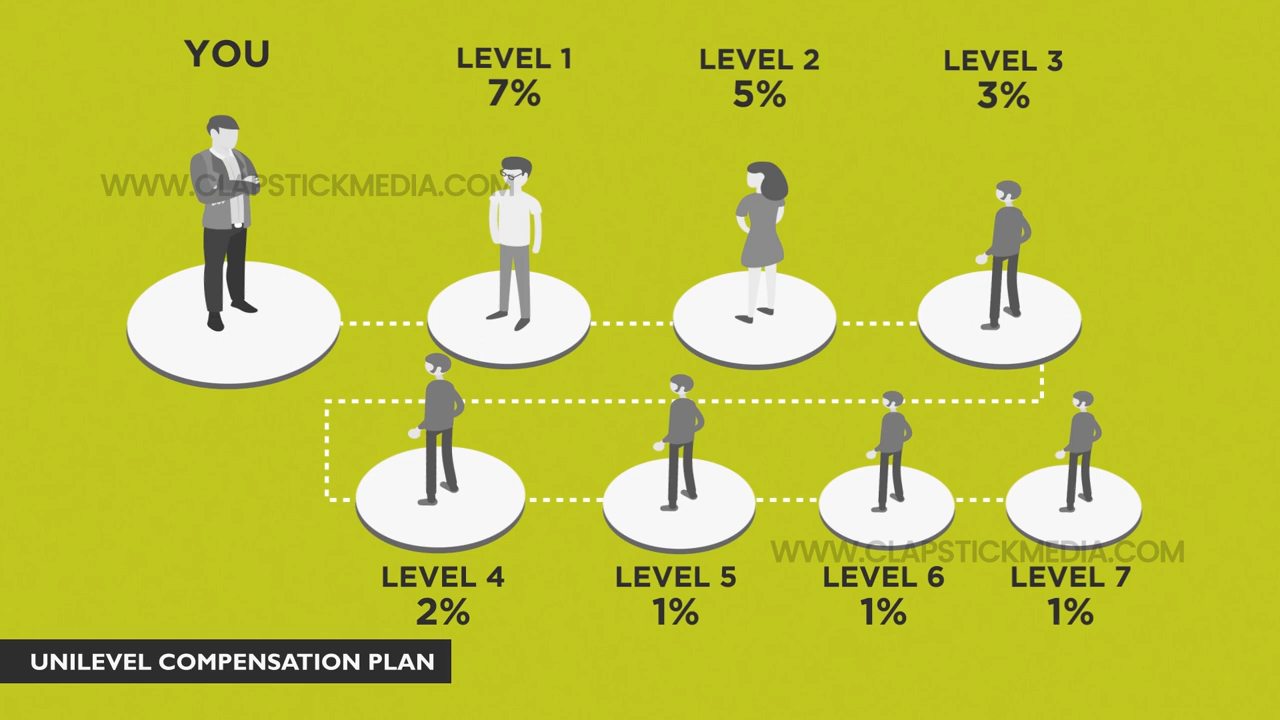 YOU
LEVEL 1
7%
LEVEL 2
5%
LEVEL 3
3%
WWW.CLAPSTICKMEDIA.COM
WWW.CLAPSTICKMEDIA.COM
LEVEL 4
2%
LEVEL 5
1%
LEVEL 6
1%
LEVEL 7
1%
UNILEVEL COMPENSATION PLAN